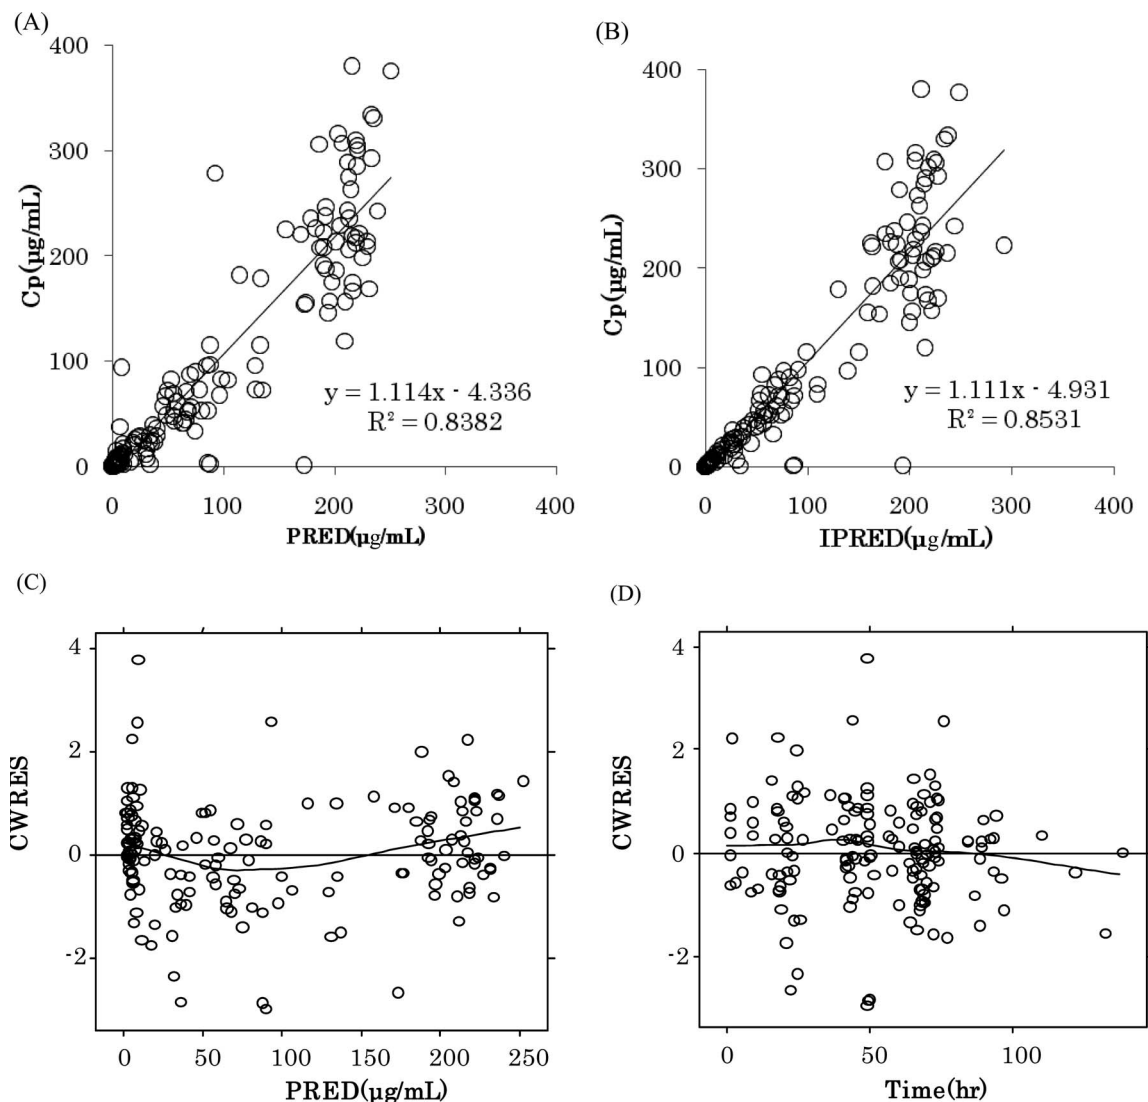 (A)
400
300
200
100
0
Cp(µg/mL)
y = 1.114x - 4.336
R² = 0.8382
0 100 200 300 400
PRED(µg/mL)
(B)
400
300
200
100
0
Cp(µg/mL)
y = 1.111x - 4.931
R² = 0.8531
0 100 200 300 400
IPRED(µg/mL)
(C)
4
2
0
-2
CWRES
0 50 100 150 200 250
PRED(µg/mL)
(D)
4
2
0
-2
CWRES
0 50 100
Time(hr)